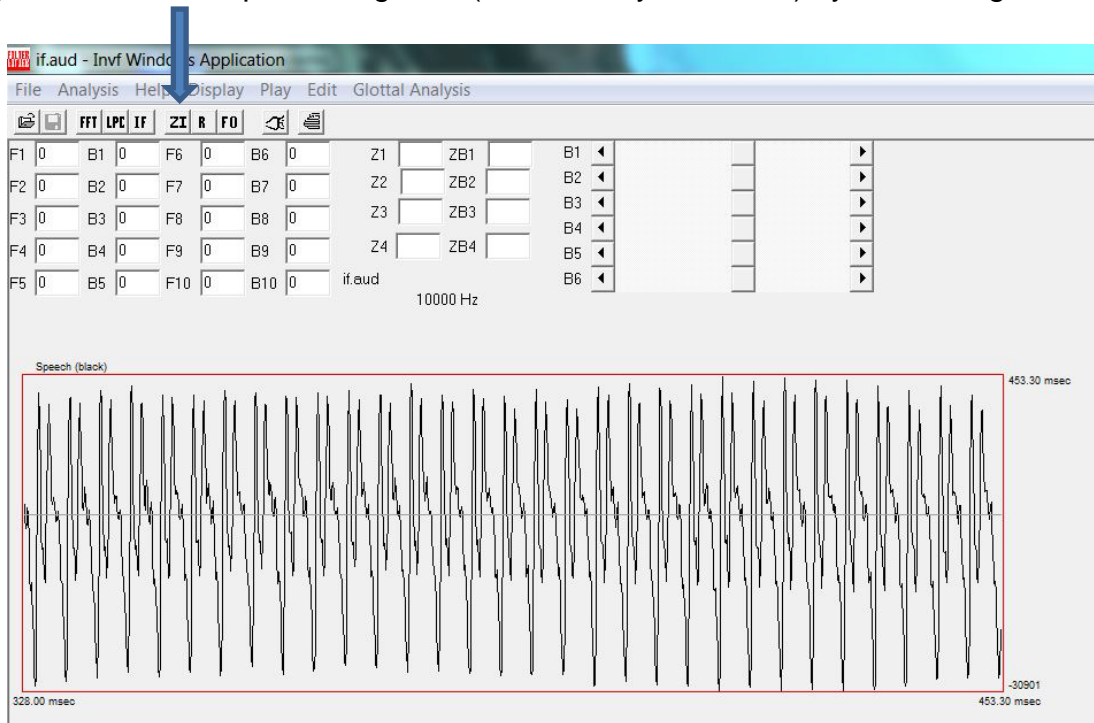 if.aud - Invf Windows Application
File Analysis Help Display Play Edit Glottal Analysis
FFT LPC IF ZI R F0
F1 0 B1 0 F6 0 B6 0 Z1 ZB1 B1
F2 0 B2 0 F7 0 B7 0 Z2 ZB2 B2
F3 0 B3 0 F8 0 B8 0 Z3 ZB3 B3
F4 0 B4 0 F9 0 B9 0 Z4 ZB4 B4
F5 0 B5 0 F10 0 B10 0 if.aud B5
B6
10000 Hz
Speech (black)
453.30 msec
-30901
328.00 msec 453.30 msec